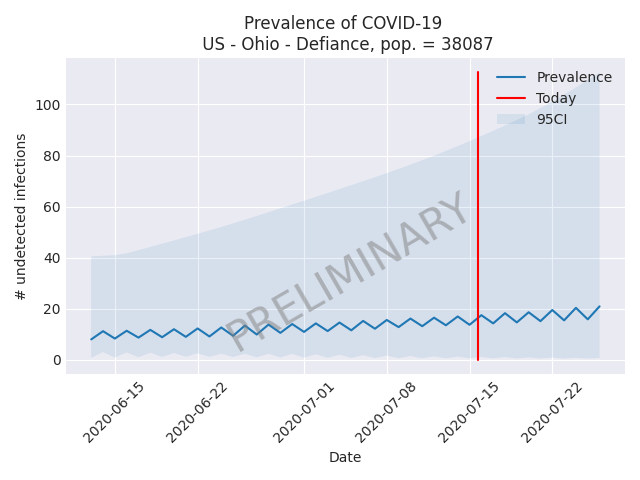 Prevalence of COVID-19
US - Ohio - Defiance, pop. = 38087
Prevalence
Today
95CI
PRELIMINARY
# undetected infections
100
80
60
40
20
0
2020-06-15
2020-06-22
2020-07-01
2020-07-08
2020-07-15
2020-07-22
Date